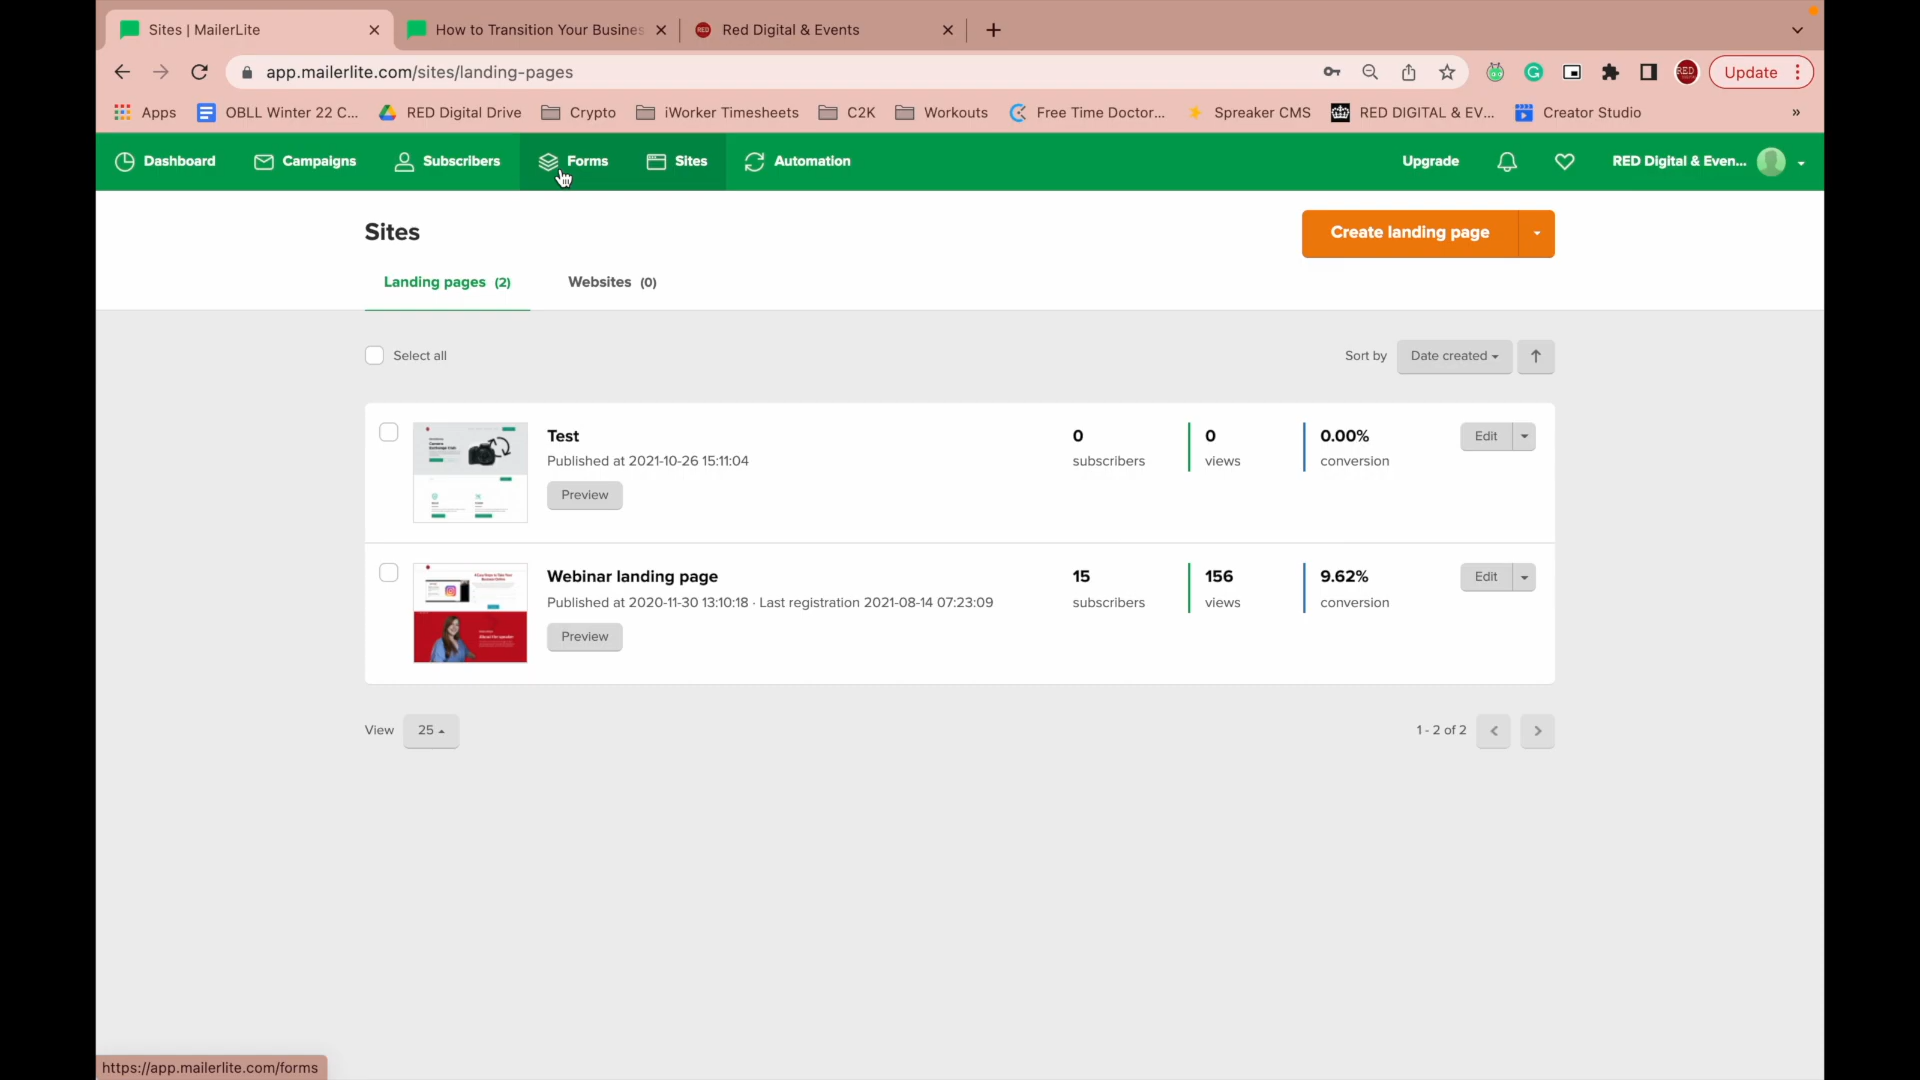 Sites | MailerLite
How to Transition Your Busines
Red Digital & Events
app.mailerlite.com/sites/landing-pages
Update
Apps
OBLL Winter 22 C...
RED Digital Drive
Crypto
iWorker Timesheets
C2K
Workouts
Free Time Doctor...
Spreaker CMS
RED DIGITAL & EV...
Creator Studio
»
Dashboard
Campaigns
Subscribers
Forms
Sites
Automation
Upgrade
RED Digital & Even...
Sites
Create landing page
Landing pages (2)
Websites (0)
Select all
Sort by
Date created
Test
Published at 2021-10-26 15:11:04
Preview
0
subscribers
0
views
0.00%
conversion
Edit
Webinar landing page
Published at 2020-11-30 13:10:18 · Last registration 2021-08-14 07:23:09
Preview
15
subscribers
156
views
9.62%
conversion
Edit
View
25
1 - 2 of 2
https://app.mailerlite.com/forms